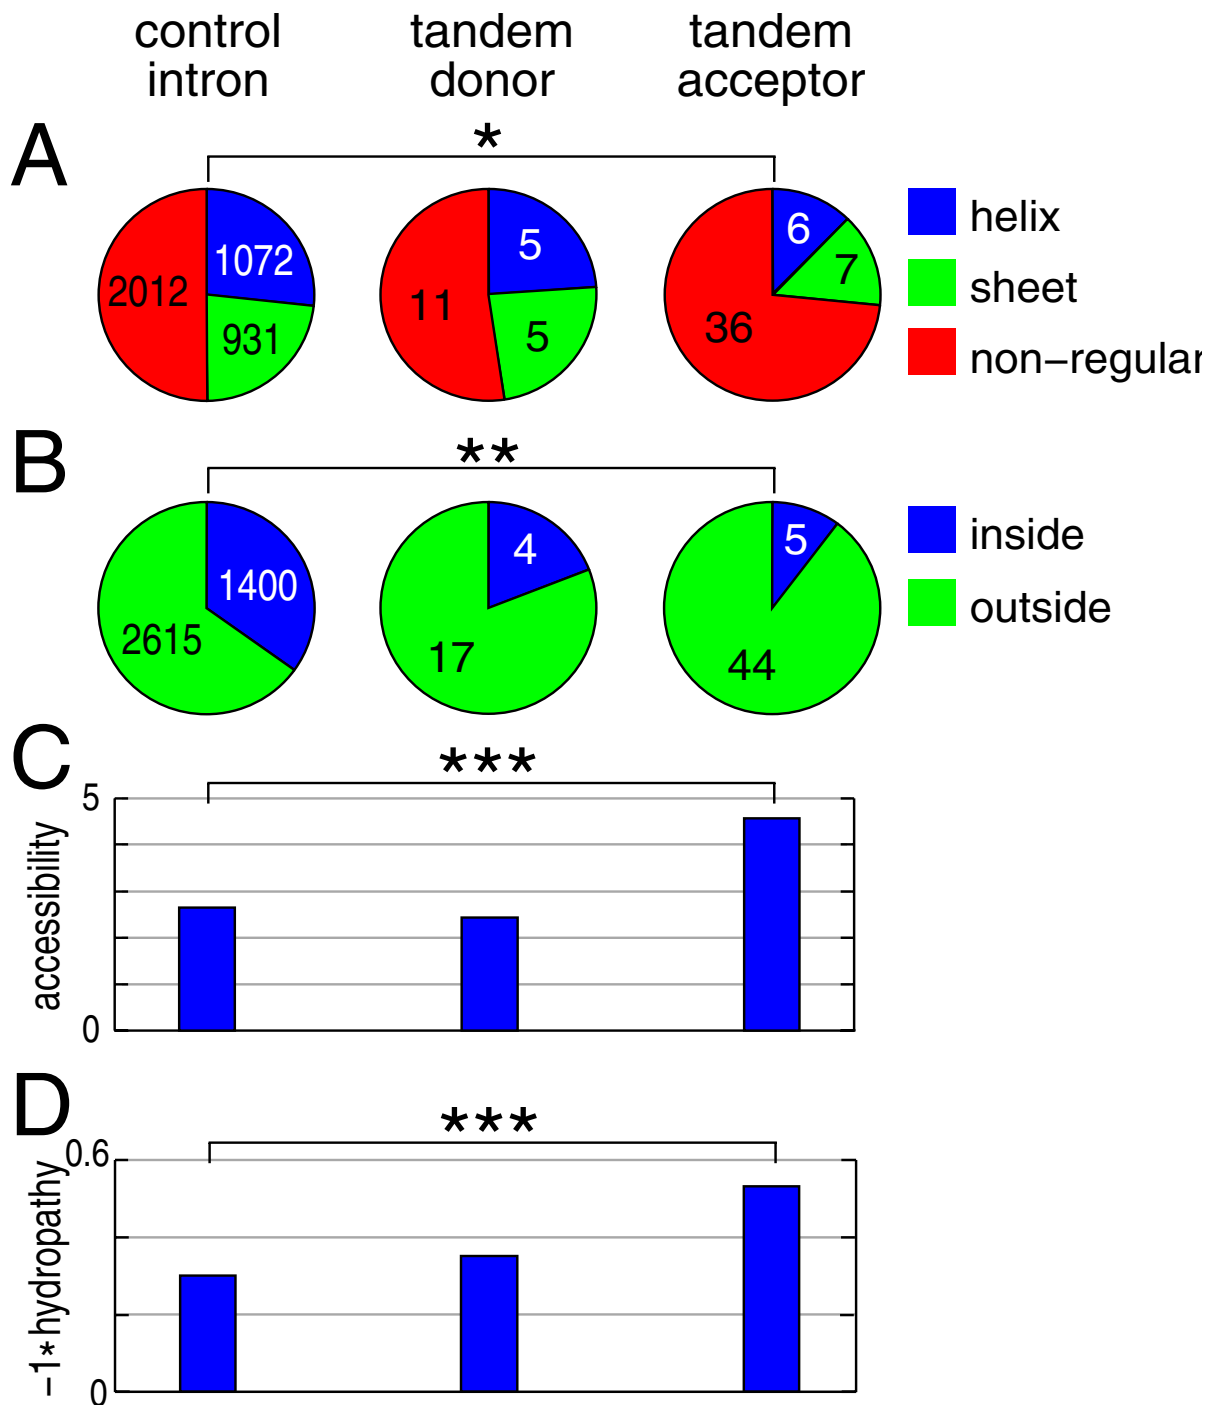 control
intron
tandem
donor
tandem
acceptor
A
*
2012
1072
931
11
5
5
6
7
36
helix
sheet
non–regular
B
**
2615
1400
17
4
5
44
inside
outside
C
***
5
accessibility
0
D
***
0.6
–1*hydropathy
0